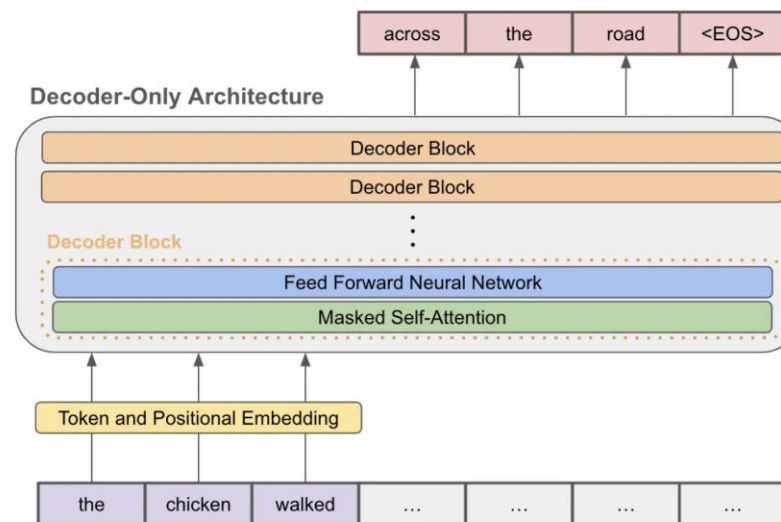 across the road <EOS>
Decoder-Only Architecture
Decoder Block
Decoder Block
Decoder Block
Feed Forward Neural Network
Masked Self-Attention
Token and Positional Embedding
the chicken walked ... ... ... ...